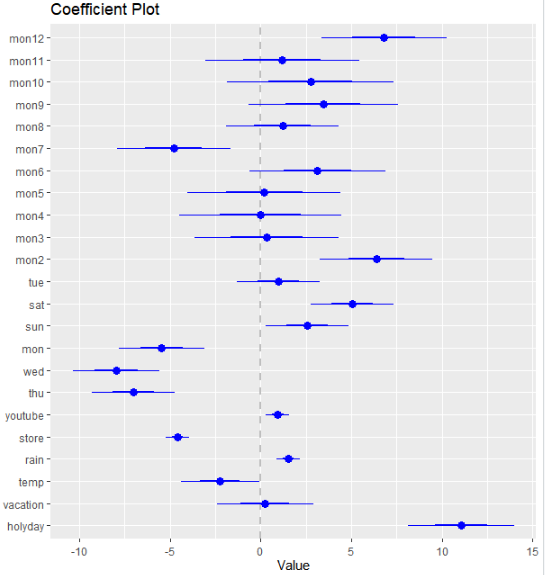 Coefficient Plot
mon12
mon11
mon10
mon9
mon8
mon7
mon6
mon5
mon4
mon3
mon2
tue
sat
sun
mon
wed
thu
youtube
store
rain
temp
vacation
holyday
-10 -5 0 5 10 15
Value